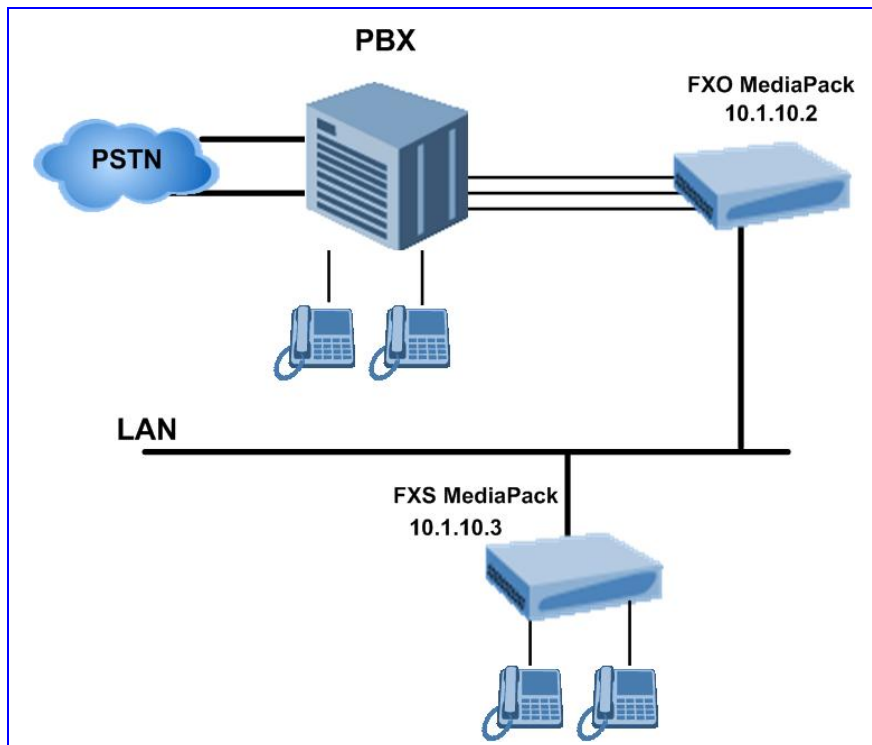 PBX
FXO MediaPack
10.1.10.2
PSTN
LAN
FXS MediaPack
10.1.10.3